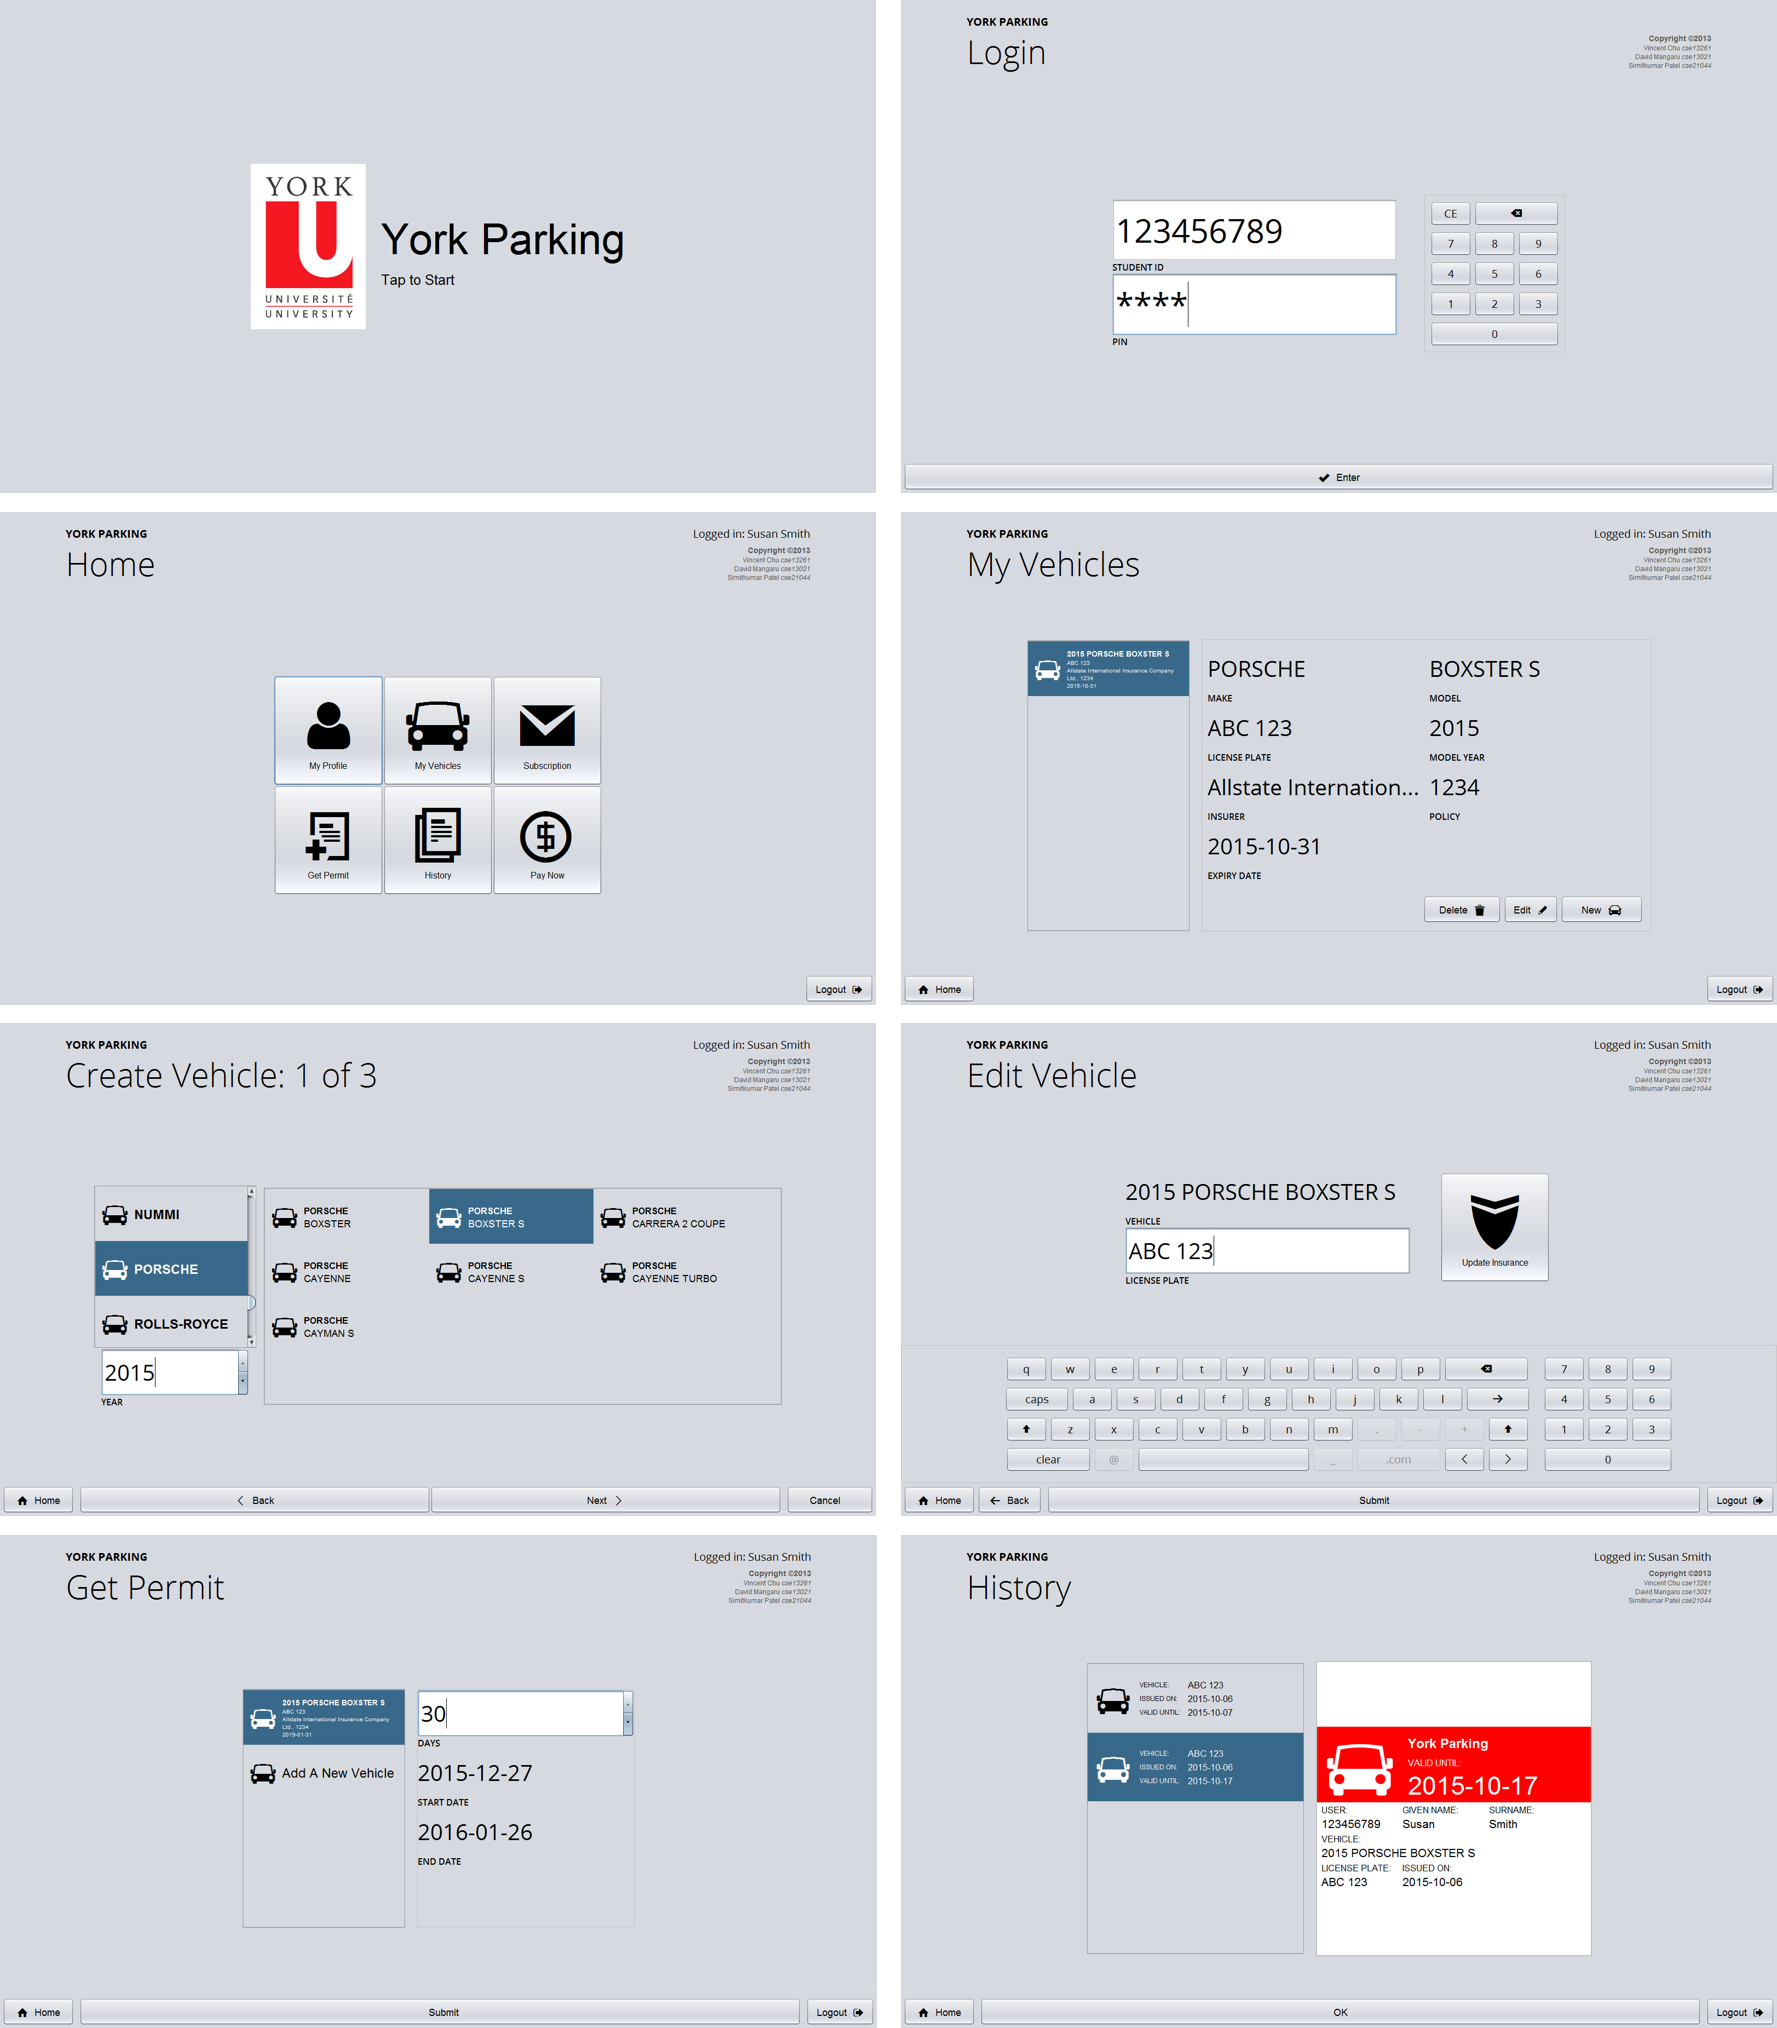 YORK
UNIVERSITÉ
UNIVERSITY
York Parking
Tap to Start
YORK PARKING
Login
Copyright ©2013
Vincent Chu cse13261
David Mangaru cse13021
Simitkumar Patel cse21044
123456789
STUDENT ID
****
PIN
CE
7 8 9
4 5 6
1 2 3
0
Enter
YORK PARKING
Home
Logged in: Susan Smith
Copyright ©2013
Vincent Chu cse13261
David Mangaru cse13021
Simitkumar Patel cse21044
My Profile My Vehicles Subscription
Get Permit History Pay Now
Logout
YORK PARKING
My Vehicles
Logged in: Susan Smith
Copyright ©2013
Vincent Chu cse13261
David Mangaru cse13021
Simitkumar Patel cse21044
2015 PORSCHE BOXSTER S
ABC 123
Allstate International Insurance Company
Ltd., 1234
2015-10-31
PORSCHE BOXSTER S
MAKE MODEL
ABC 123 2015
LICENSE PLATE MODEL YEAR
Allstate Internation... 1234
INSURER POLICY
2015-10-31
EXPIRY DATE
Delete Edit New
Home Logout
YORK PARKING
Create Vehicle: 1 of 3
Logged in: Susan Smith
Copyright ©2013
Vincent Chu cse13261
David Mangaru cse13021
Simitkumar Patel cse21044
NUMMI
PORSCHE
ROLLS-ROYCE
2015
YEAR
PORSCHE
BOXSTER
PORSCHE
BOXSTER S
PORSCHE
CARRERA 2 COUPE
PORSCHE
CAYENNE
PORSCHE
CAYENNE S
PORSCHE
CAYENNE TURBO
PORSCHE
CAYMAN S
Home Back Next Cancel
YORK PARKING
Edit Vehicle
Logged in: Susan Smith
Copyright ©2013
Vincent Chu cse13261
David Mangaru cse13021
Simitkumar Patel cse21044
2015 PORSCHE BOXSTER S
VEHICLE
ABC 123
LICENSE PLATE
Update Insurance
q w e r t y u i o p 7 8 9
caps a s d f g h j k l 4 5 6
z x c v b n m . - + 1 2 3
clear @ _ .com < > 0
Home Back Submit Logout
YORK PARKING
Get Permit
Logged in: Susan Smith
Copyright ©2013
Vincent Chu cse13261
David Mangaru cse13021
Simitkumar Patel cse21044
2015 PORSCHE BOXSTER S
ABC 123
Allstate International Insurance Company
Ltd., 1234
2019-01-31
Add A New Vehicle
30
DAYS
2015-12-27
START DATE
2016-01-26
END DATE
Home Submit Logout
YORK PARKING
History
Logged in: Susan Smith
Copyright ©2013
Vincent Chu cse13261
David Mangaru cse13021
Simitkumar Patel cse21044
VEHICLE: ABC 123
ISSUED ON: 2015-10-06
VALID UNTIL: 2015-10-07
VEHICLE: ABC 123
ISSUED ON: 2015-10-06
VALID UNTIL: 2015-10-17
York Parking
VALID UNTIL:
2015-10-17
USER: GIVEN NAME: SURNAME:
123456789 Susan Smith
VEHICLE:
2015 PORSCHE BOXSTER S
LICENSE PLATE: ISSUED ON:
ABC 123 2015-10-06
Home OK Logout